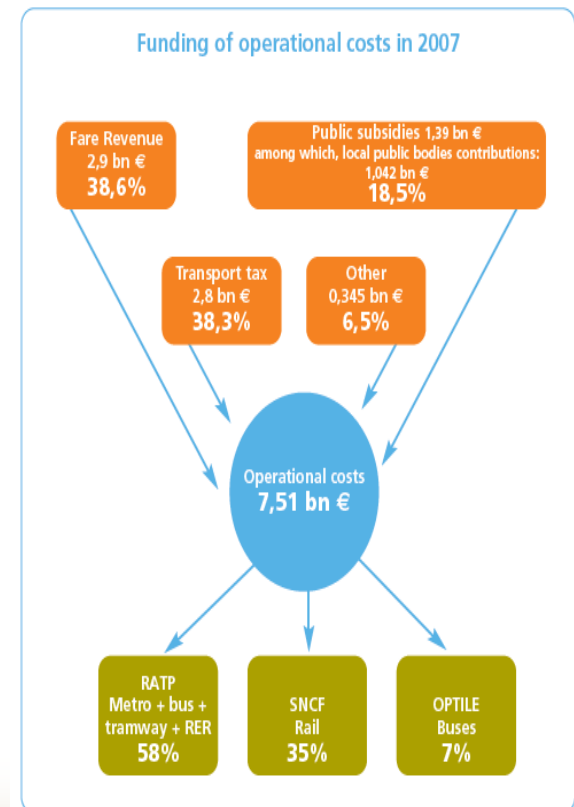 Funding of operational costs in 2007
Fare Revenue
2,9 bn €
38,6%
Public subsidies 1,39 bn €
among which, local public bodies contributions:
1,042 bn €
18,5%
Transport tax
2,8 bn €
38,3%
Other
0,345 bn €
6,5%
Operational costs
7,51 bn €
RATP
Metro + bus +
tramway + RER
58%
SNCF
Rail
35%
OPTILE
Buses
7%